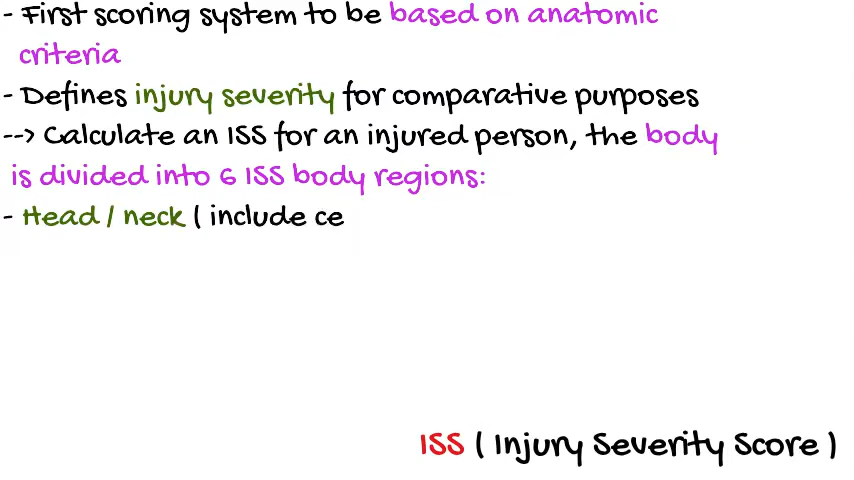 - First scoring system to be based on anatomic
criteria
- Defines injury severity for comparative purposes
--> Calculate an ISS for an injured person, the body
is divided into 6 ISS body regions:
- Head / neck ( include ce
ISS ( Injury Severity Score )